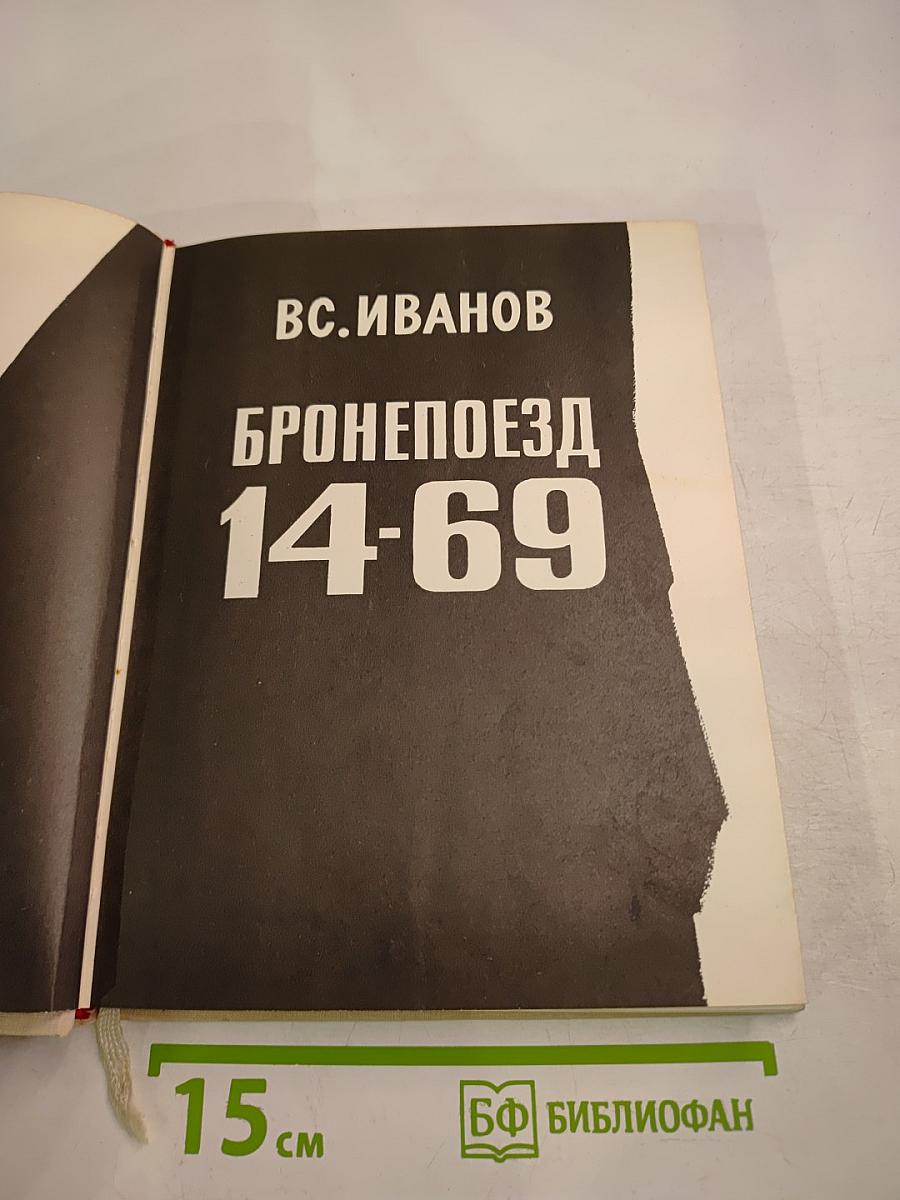 ВС.ИВАНОВ
БРОНЕПОЕЗД
14-69
15 см
БФ БИБЛИОФАН